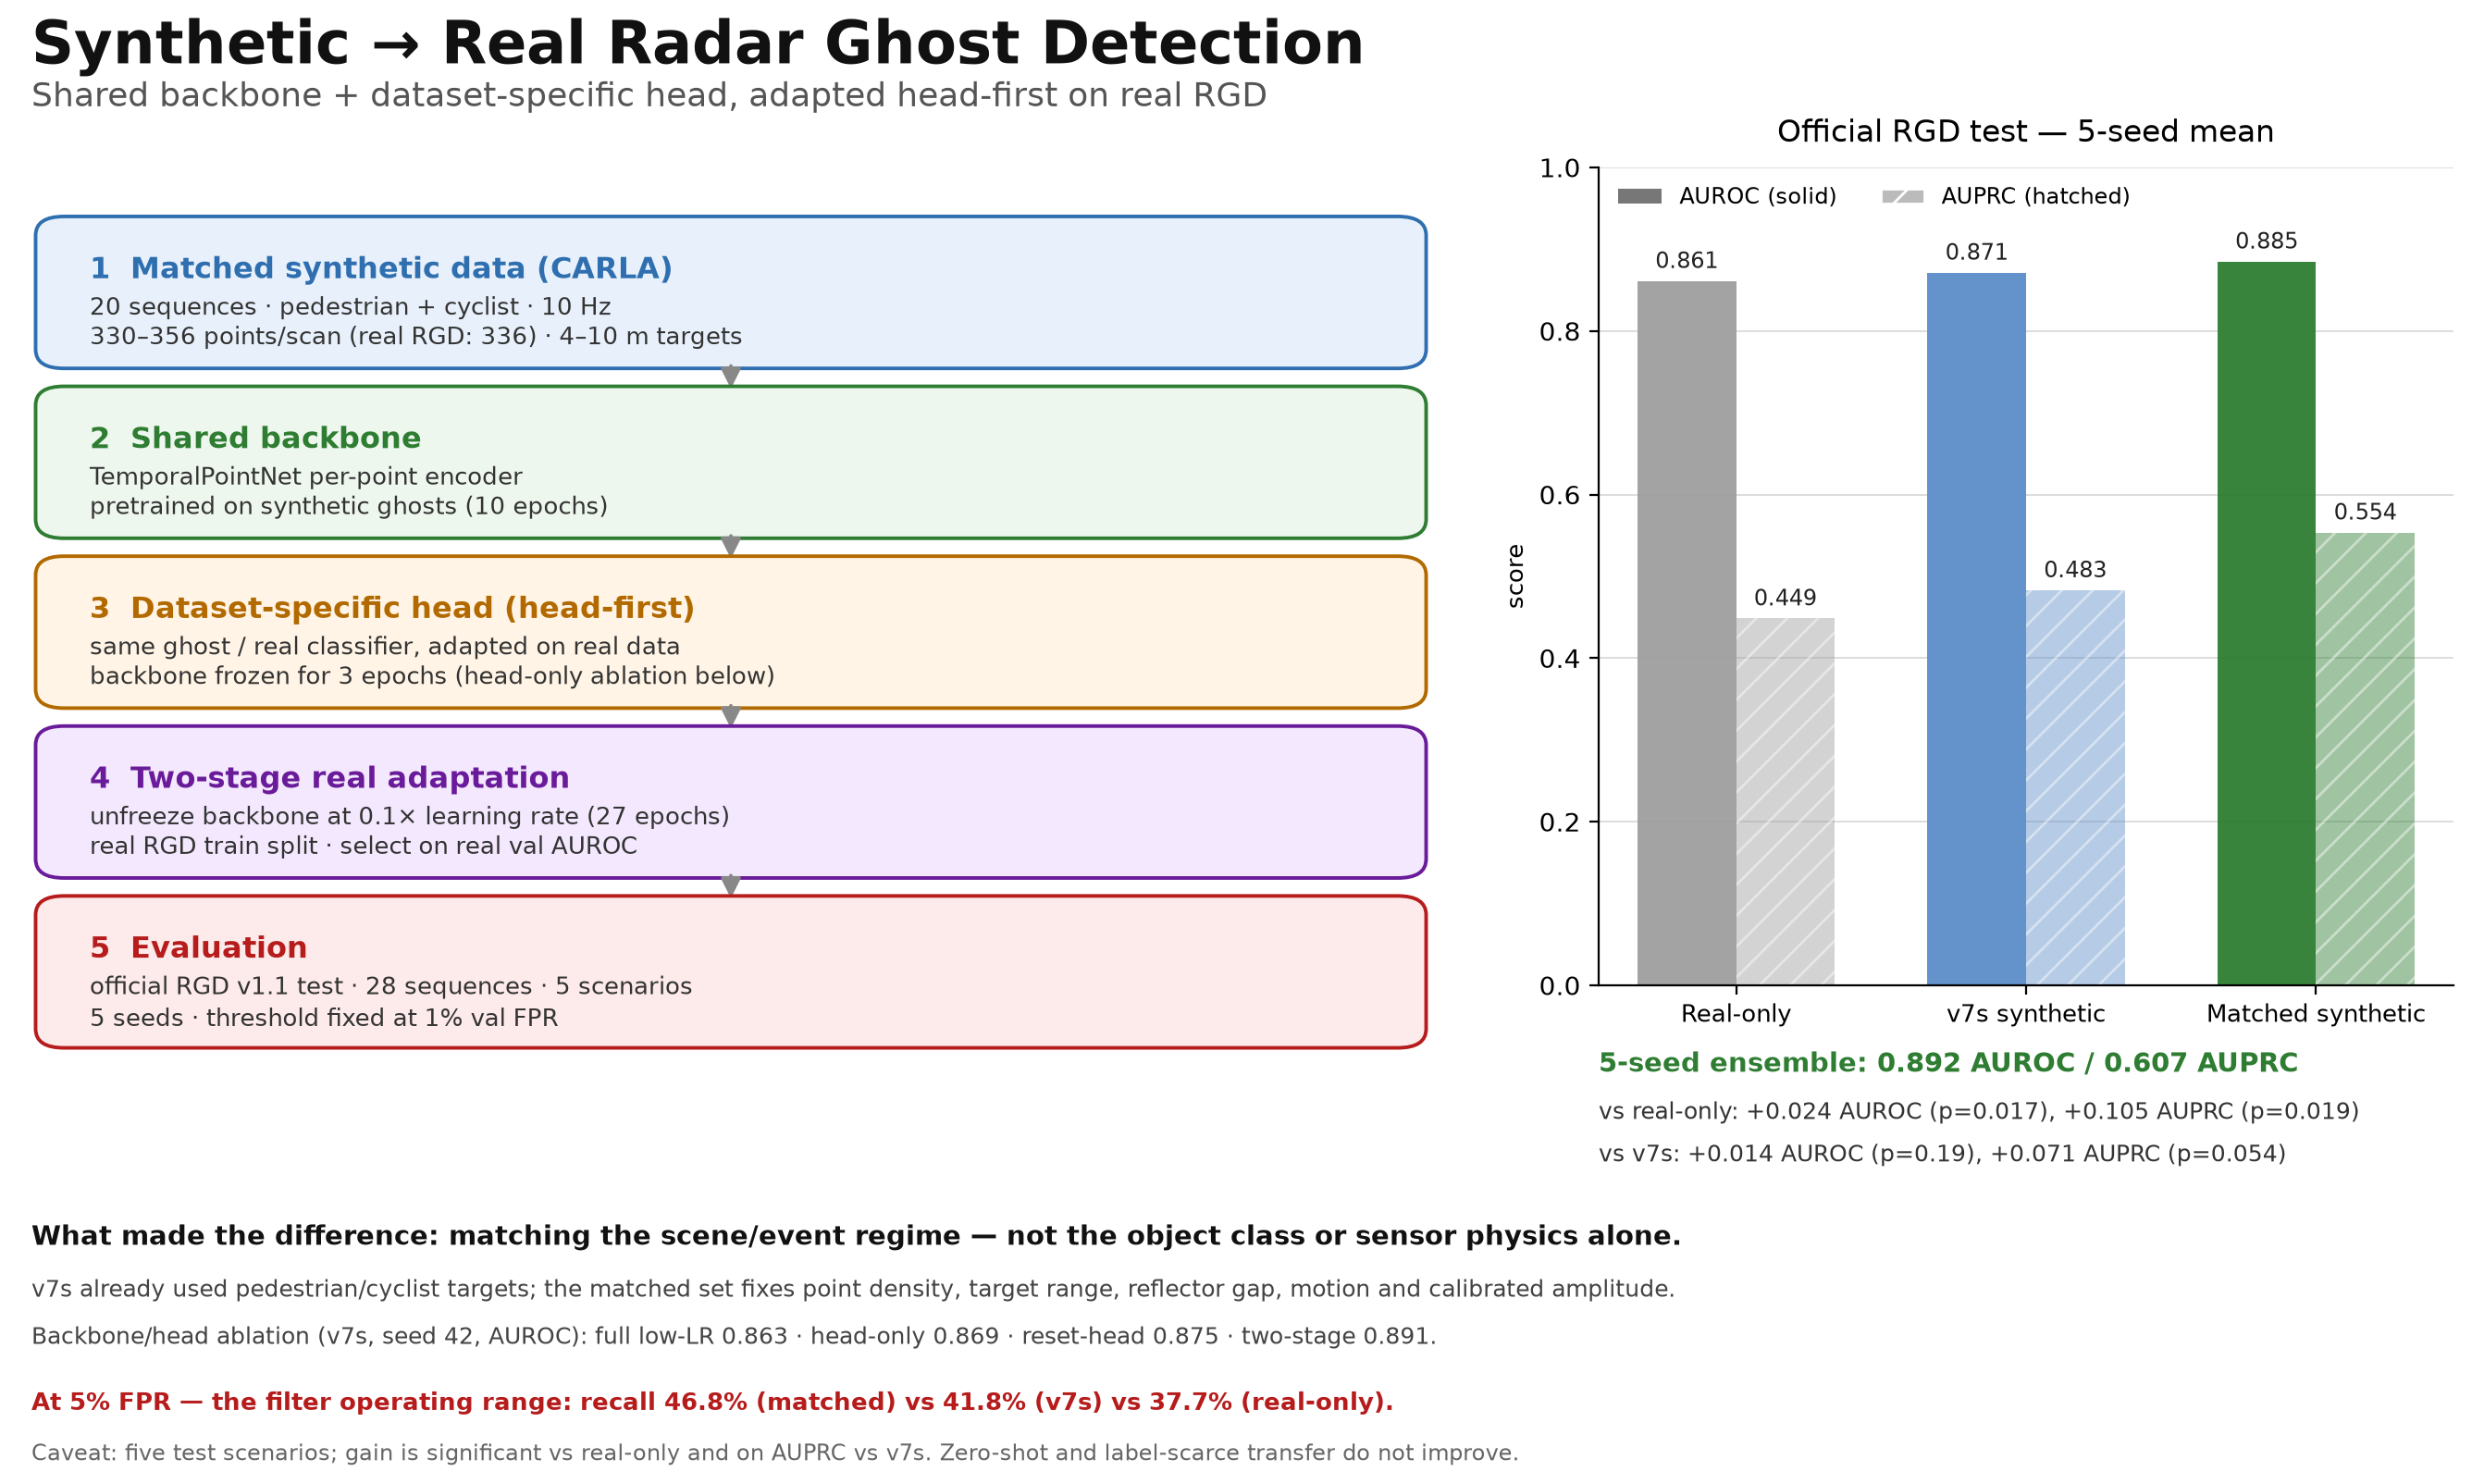 Synthetic → Real Radar Ghost Detection
Shared backbone + dataset-specific head, adapted head-first on real RGD
1 Matched synthetic data (CARLA)
20 sequences · pedestrian + cyclist · 10 Hz
330–356 points/scan (real RGD: 336) · 4–10 m targets
2 Shared backbone
TemporalPointNet per-point encoder
pretrained on synthetic ghosts (10 epochs)
3 Dataset-specific head (head-first)
same ghost / real classifier, adapted on real data
backbone frozen for 3 epochs (head-only ablation below)
4 Two-stage real adaptation
unfreeze backbone at 0.1× learning rate (27 epochs)
real RGD train split · select on real val AUROC
5 Evaluation
official RGD v1.1 test · 28 sequences · 5 scenarios
5 seeds · threshold fixed at 1% val FPR
Official RGD test — 5-seed mean
AUROC (solid)
AUPRC (hatched)
score
1.0
0.8
0.6
0.4
0.2
0.0
0.861
0.449
0.871
0.483
0.885
0.554
Real-only
v7s synthetic
Matched synthetic
5-seed ensemble: 0.892 AUROC / 0.607 AUPRC
vs real-only: +0.024 AUROC (p=0.017), +0.105 AUPRC (p=0.019)
vs v7s: +0.014 AUROC (p=0.19), +0.071 AUPRC (p=0.054)
What made the difference: matching the scene/event regime — not the object class or sensor physics alone.
v7s already used pedestrian/cyclist targets; the matched set fixes point density, target range, reflector gap, motion and calibrated amplitude.
Backbone/head ablation (v7s, seed 42, AUROC): full low-LR 0.863 · head-only 0.869 · reset-head 0.875 · two-stage 0.891.
At 5% FPR — the filter operating range: recall 46.8% (matched) vs 41.8% (v7s) vs 37.7% (real-only).
Caveat: five test scenarios; gain is significant vs real-only and on AUPRC vs v7s. Zero-shot and label-scarce transfer do not improve.